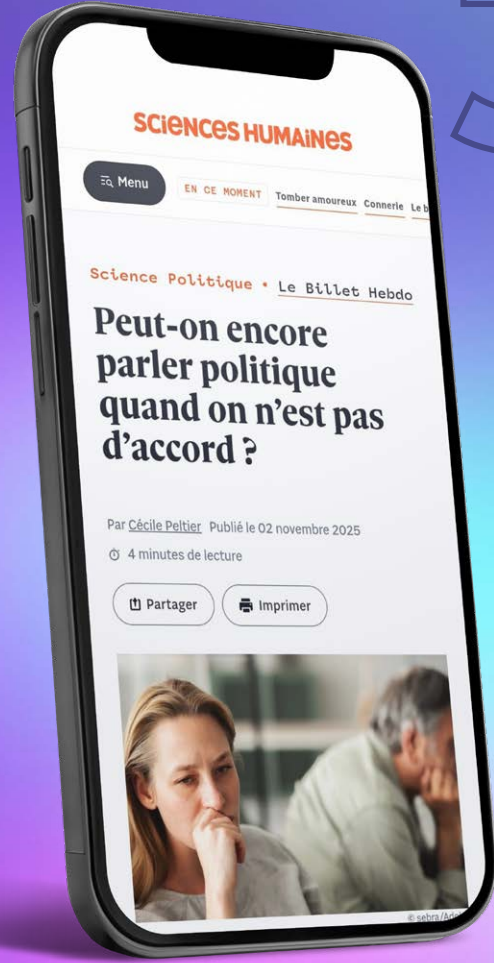 SCIENCES HUMAINES
Menu
EN CE MOMENT Tomber amoureux Connerie Le
Science Politique • Le Billet Hebdo
Peut-on encore
parler politique
quand on n'est pas
d'accord ?
Par Cécile Peltier Publié le 02 novembre 2025
4 minutes de lecture
Partager
Imprimer
© sebra/